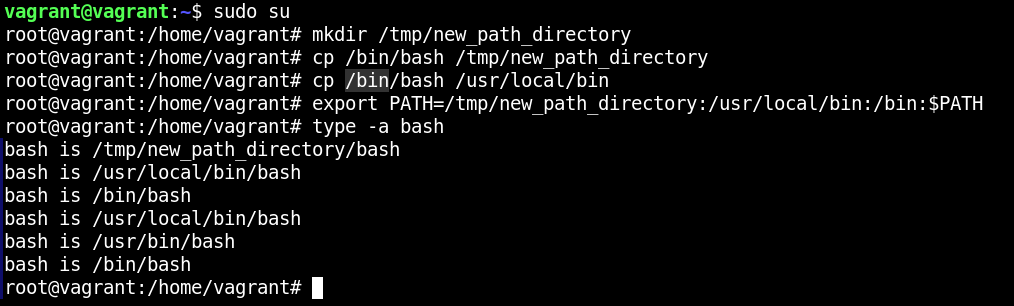 vagrant@vagrant:~$ sudo su
root@vagrant:/home/vagrant# mkdir /tmp/new_path_directory
root@vagrant:/home/vagrant# cp /bin/bash /tmp/new_path_directory
root@vagrant:/home/vagrant# cp /bin/bash /usr/local/bin
root@vagrant:/home/vagrant# export PATH=/tmp/new_path_directory:/usr/local/bin:/bin:$PATH
root@vagrant:/home/vagrant# type -a bash
bash is /tmp/new_path_directory/bash
bash is /usr/local/bin/bash
bash is /bin/bash
bash is /usr/local/bin/bash
bash is /usr/bin/bash
bash is /bin/bash
root@vagrant:/home/vagrant#